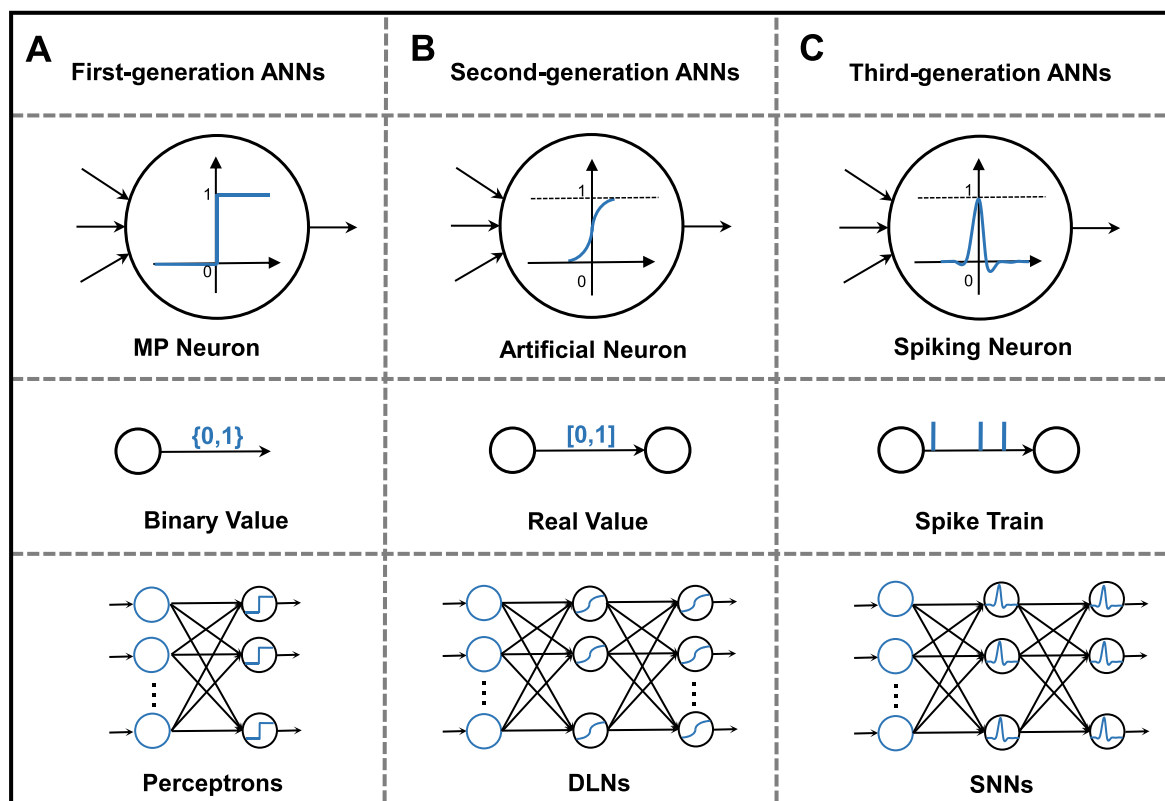 A
First-generation ANNs
B
Second-generation ANNs
C
Third-generation ANNs
1
0
MP Neuron
1
0
Artificial Neuron
1
0
Spiking Neuron
{0,1}
Binary Value
[0,1]
Real Value
Spike Train
Perceptrons
DLNs
SNNs